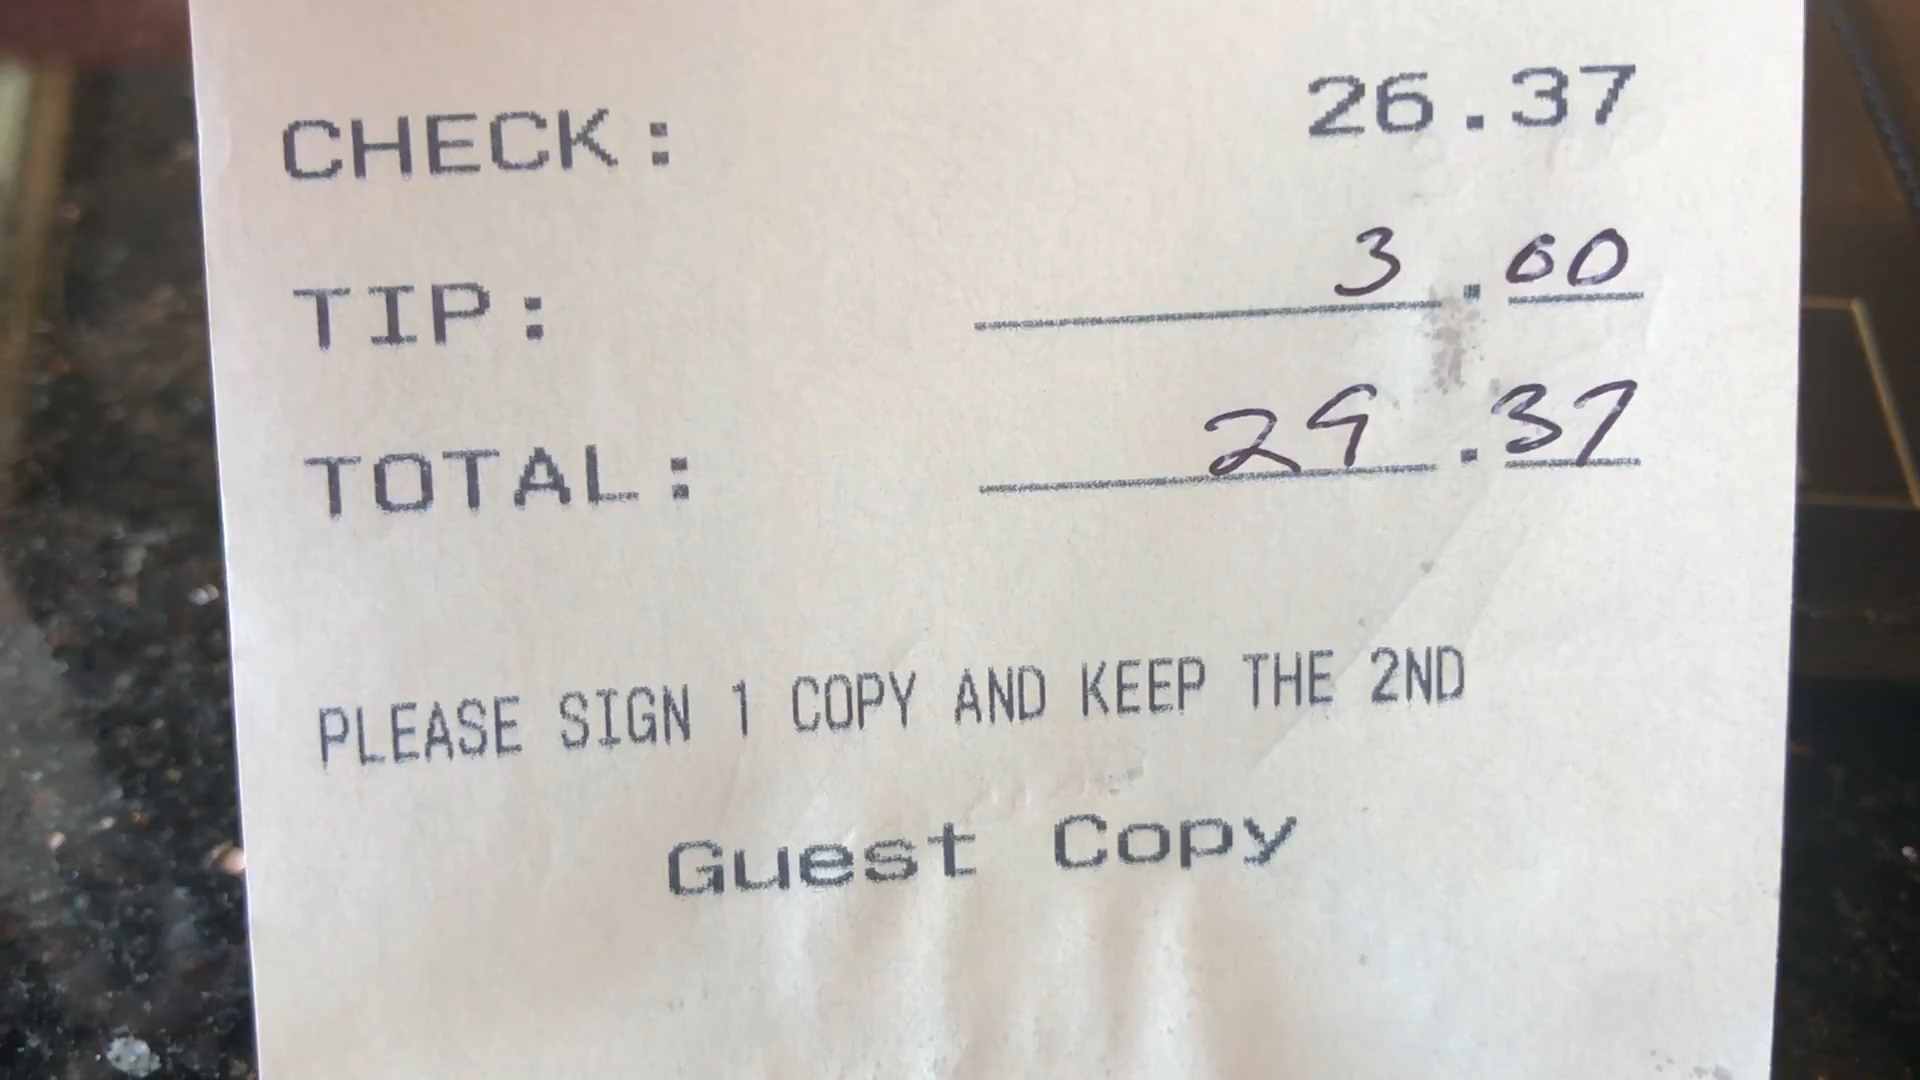 CHECK: 26.37
TIP: 3.00
TOTAL: 29.37
PLEASE SIGN 1 COPY AND KEEP THE 2ND
Guest Copy